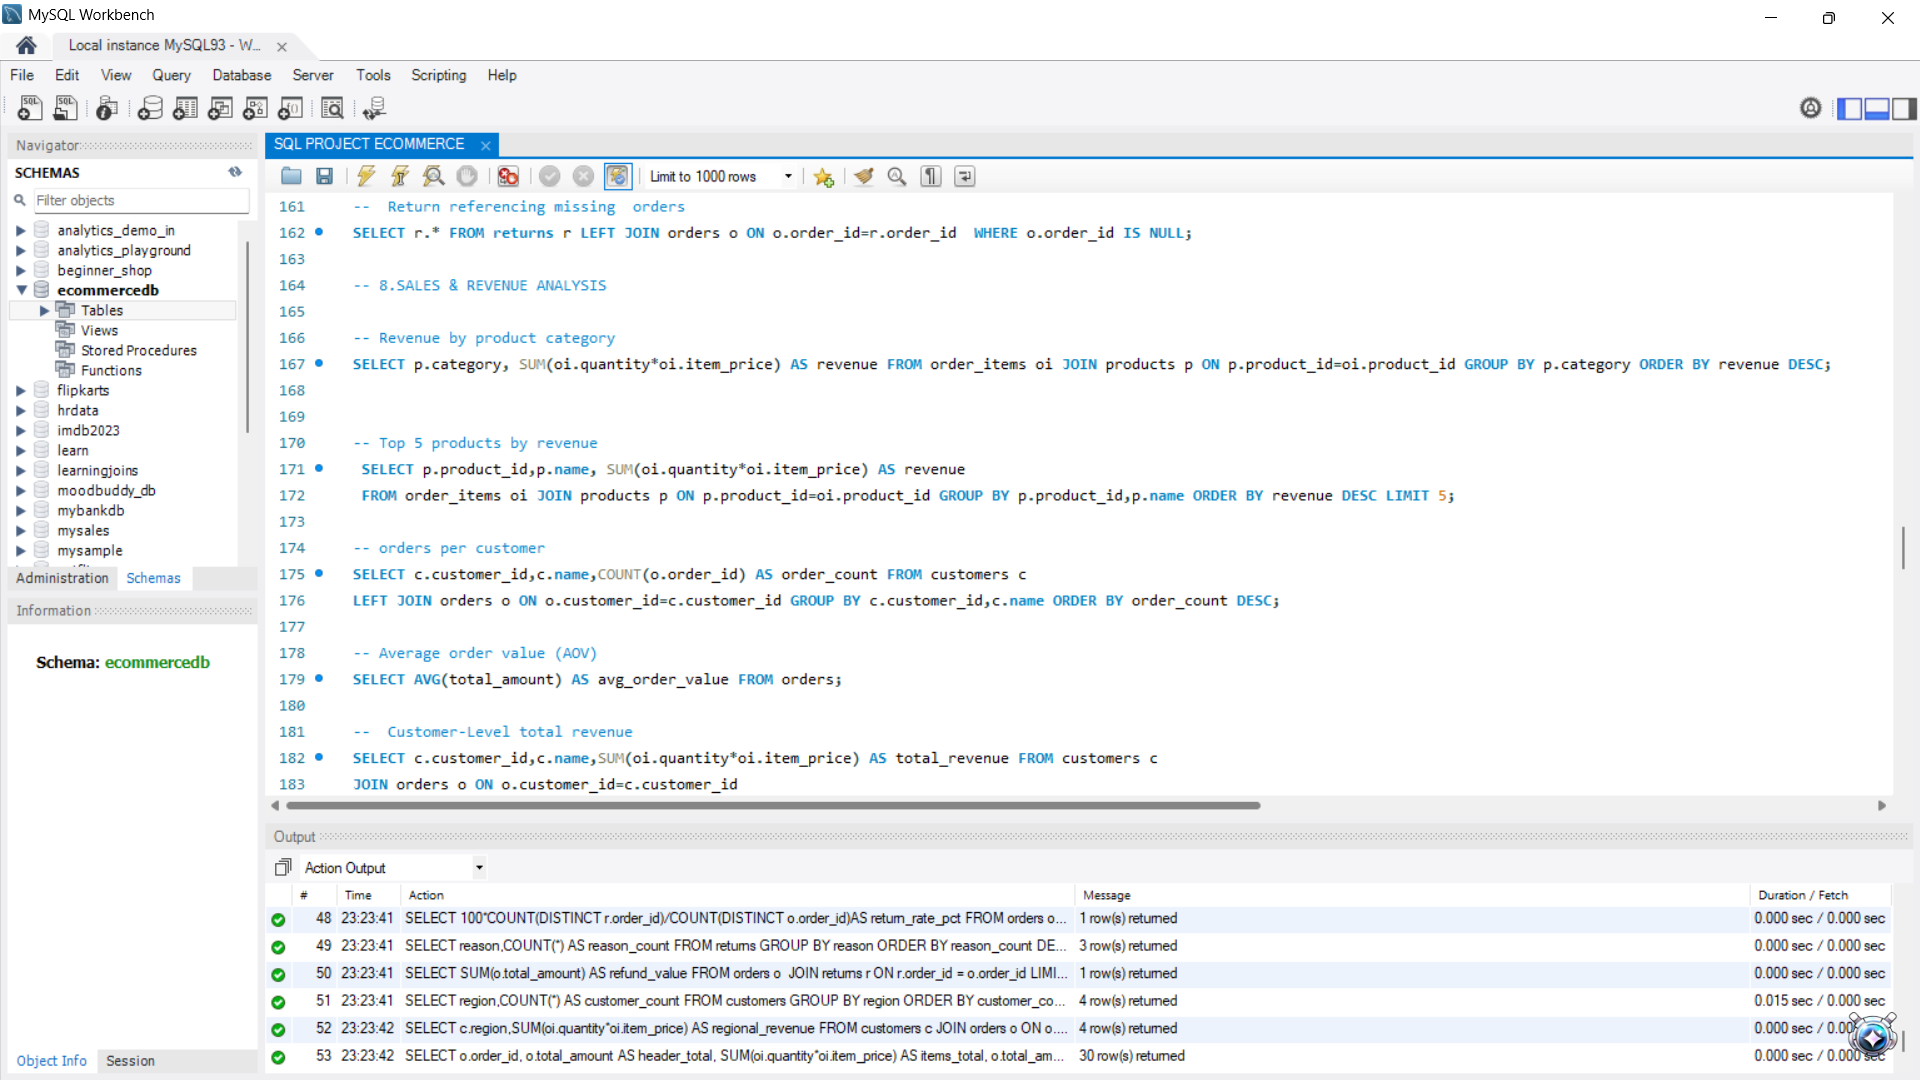 MySQL Workbench
Local instance MySQL93 - W...
File Edit View Query Database Server Tools Scripting Help
Navigator
SCHEMAS
Filter objects
analytics_demo_in
analytics_playground
beginner_shop
ecommercedb
Tables
Views
Stored Procedures
Functions
flipkarts
hrdata
imdb2023
learn
learningjoins
moodbuddy_db
mybankdb
mysales
mysample
Administration Schemas
Information
Schema: ecommercedb
Object Info Session
SQL PROJECT ECOMMERCE
Limit to 1000 rows
161 -- Return referencing missing orders
162 SELECT r.* FROM returns r LEFT JOIN orders o ON o.order_id=r.order_id WHERE o.order_id IS NULL;
163
164 -- 8.SALES & REVENUE ANALYSIS
165
166 -- Revenue by product category
167 SELECT p.category, SUM(oi.quantity*oi.item_price) AS revenue FROM order_items oi JOIN products p ON p.product_id=oi.product_id GROUP BY p.category ORDER BY revenue DESC;
168
169
170 -- Top 5 products by revenue
171 SELECT p.product_id,p.name, SUM(oi.quantity*oi.item_price) AS revenue
172 FROM order_items oi JOIN products p ON p.product_id=oi.product_id GROUP BY p.product_id,p.name ORDER BY revenue DESC LIMIT 5;
173
174 -- orders per customer
175 SELECT c.customer_id,c.name,COUNT(o.order_id) AS order_count FROM customers c
176 LEFT JOIN orders o ON o.customer_id=c.customer_id GROUP BY c.customer_id,c.name ORDER BY order_count DESC;
177
178 -- Average order value (AOV)
179 SELECT AVG(total_amount) AS avg_order_value FROM orders;
180
181 -- Customer-Level total revenue
182 SELECT c.customer_id,c.name,SUM(oi.quantity*oi.item_price) AS total_revenue FROM customers c
183 JOIN orders o ON o.customer_id=c.customer_id
Output
Action Output
# Time Action Message Duration / Fetch
48 23:23:41 SELECT 100*COUNT(DISTINCT r.order_id)/COUNT(DISTINCT o.order_id)AS return_rate_pct FROM orders o... 1 row(s) returned 0.000 sec / 0.000 sec
49 23:23:41 SELECT reason,COUNT(*) AS reason_count FROM returns GROUP BY reason ORDER BY reason_count DE... 3 row(s) returned 0.000 sec / 0.000 sec
50 23:23:41 SELECT SUM(o.total_amount) AS refund_value FROM orders o JOIN returns r ON r.order_id = o.order_id LIMI... 1 row(s) returned 0.000 sec / 0.000 sec
51 23:23:41 SELECT region,COUNT(*) AS customer_count FROM customers GROUP BY region ORDER BY customer_co... 4 row(s) returned 0.015 sec / 0.000 sec
52 23:23:42 SELECT c.region,SUM(oi.quantity*oi.item_price) AS regional_revenue FROM customers c JOIN orders o ON o.... 4 row(s) returned 0.000 sec /
53 23:23:42 SELECT o.order_id, o.total_amount AS header_total, SUM(oi.quantity*oi.item_price) AS items_total, o.total_am... 30 row(s) returned 0.000 sec / 0.000 sec